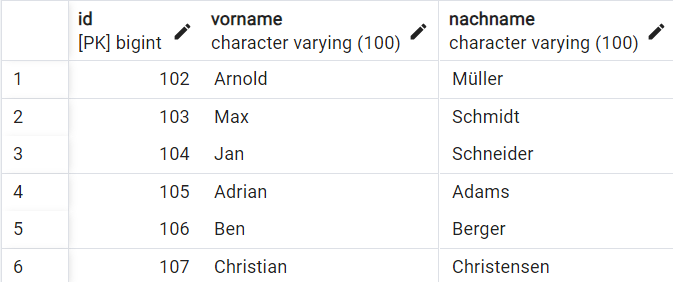 id vorname nachname
[PK] bigint character varying (100) character varying (100)
1 102 Arnold Müller
2 103 Max Schmidt
3 104 Jan Schneider
4 105 Adrian Adams
5 106 Ben Berger
6 107 Christian Christensen